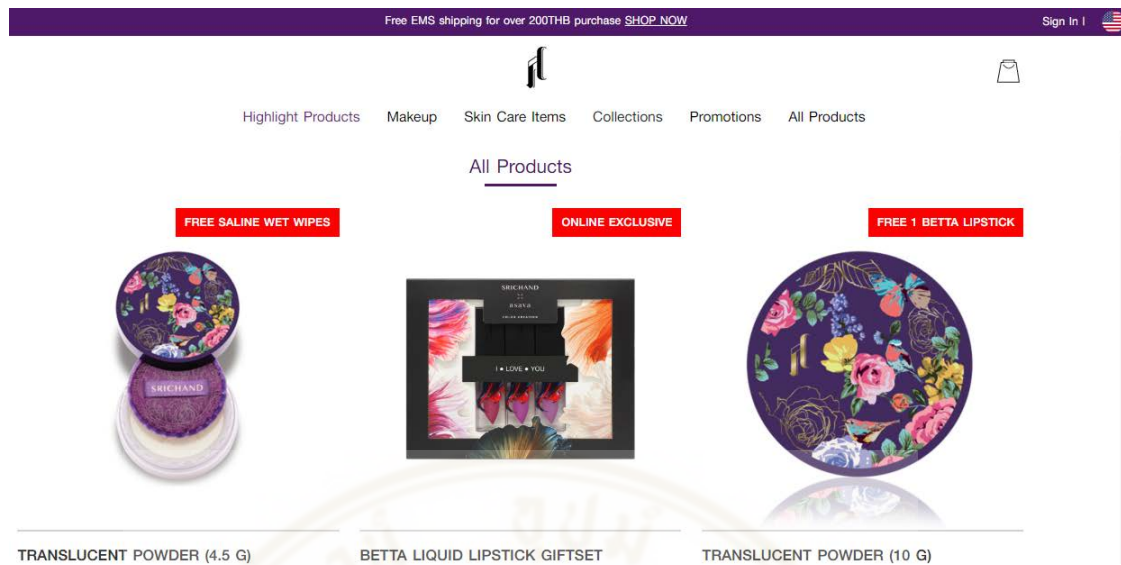 Free EMS shipping for over 200THB purchase SHOP NOW
Sign In |
Highlight Products Makeup Skin Care Items Collections Promotions All Products
All Products
FREE SALINE WET WIPES ONLINE EXCLUSIVE FREE 1 BETTA LIPSTICK
SRICHAND
asava
I • LOVE • YOU
SRICHAND
TRANSLUCENT POWDER (4.5 G) BETTA LIQUID LIPSTICK GIFTSET TRANSLUCENT POWDER (10 G)